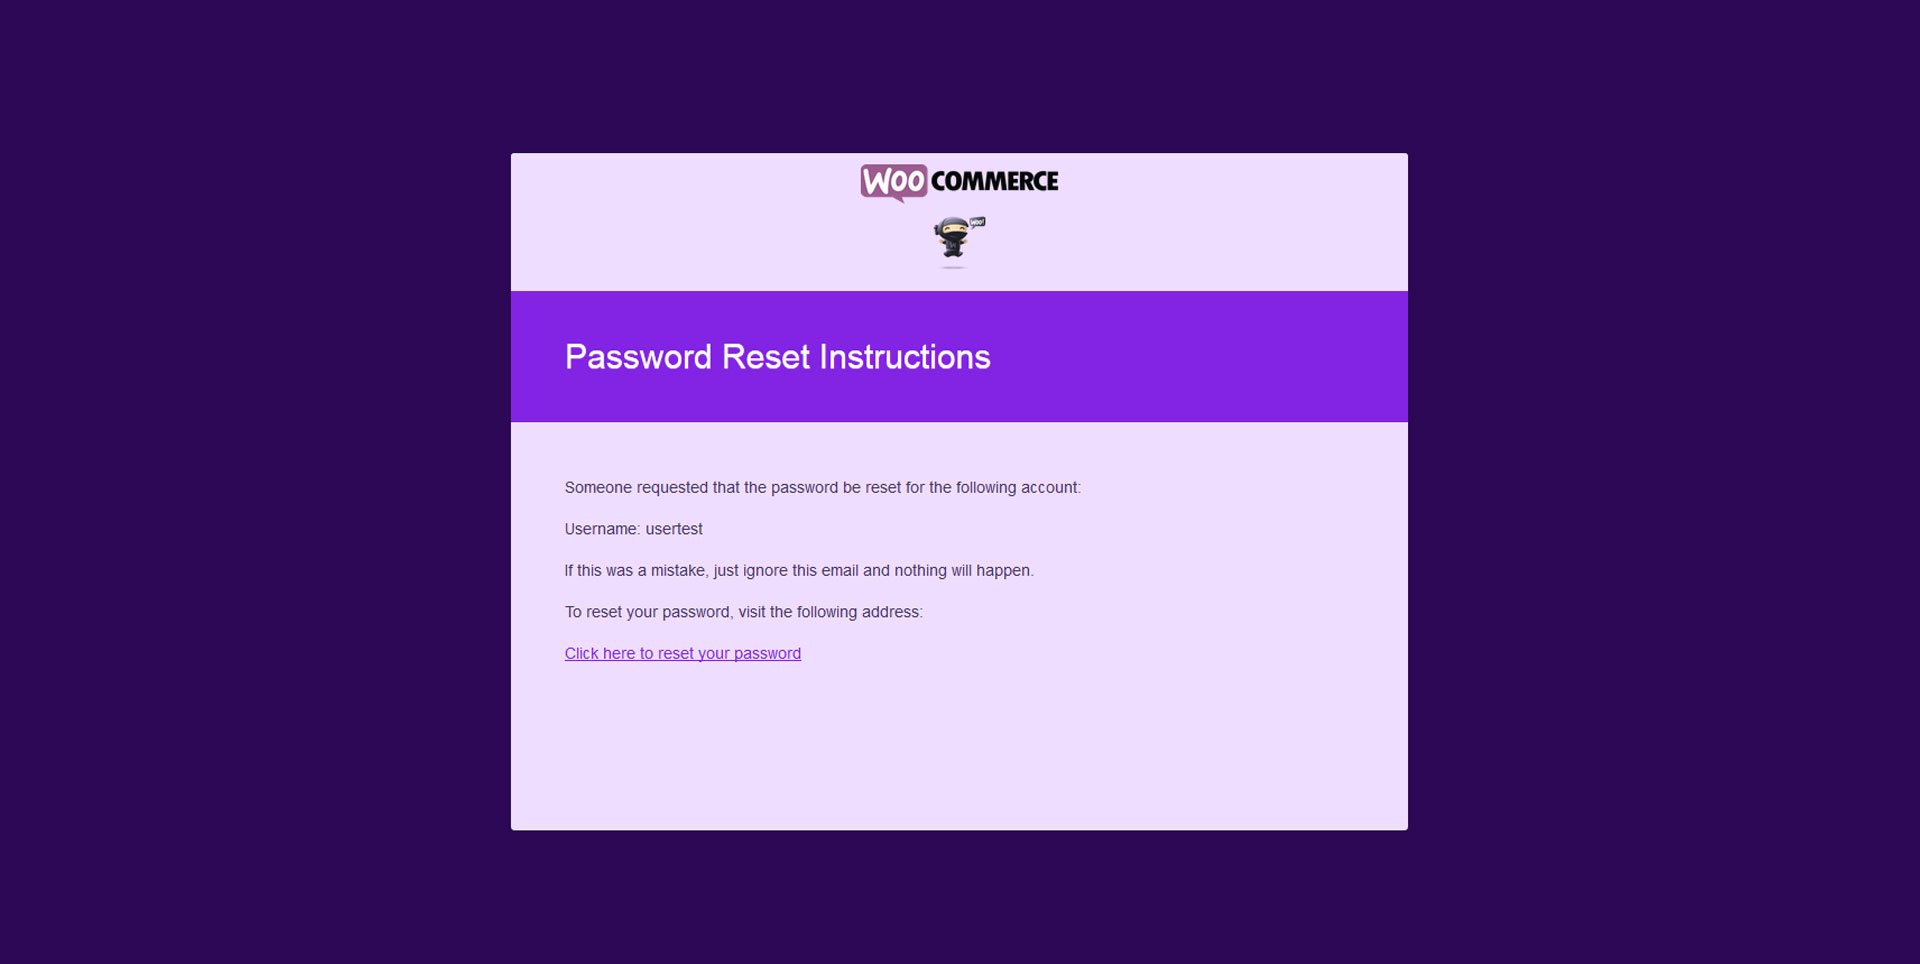 WOO COMMERCE
WOO!
Password Reset Instructions
Someone requested that the password be reset for the following account:
Username: usertest
If this was a mistake, just ignore this email and nothing will happen.
To reset your password, visit the following address:
Click here to reset your password